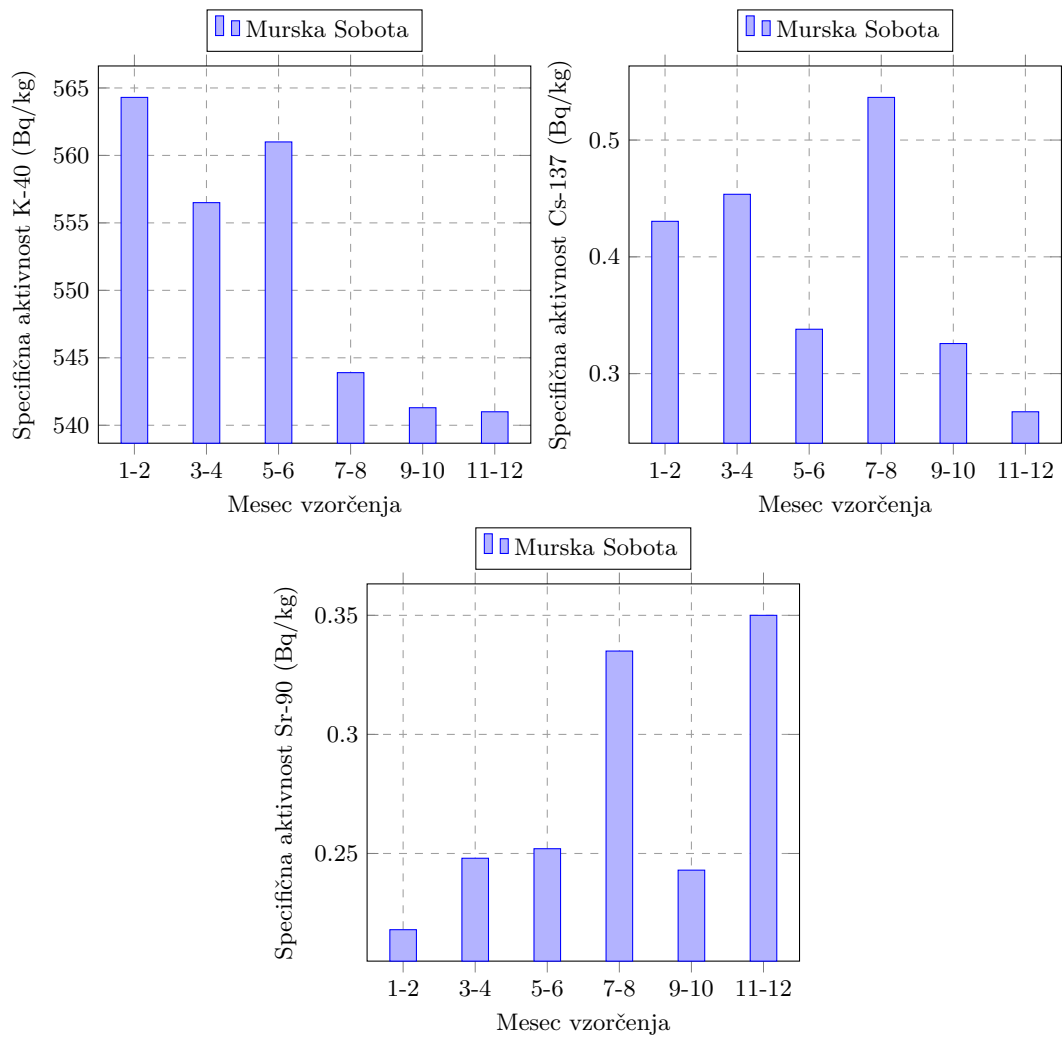 Murska Sobota
Specifična aktivnost K-40 (Bq/kg)
565
560
555
550
545
540
1-2 3-4 5-6 7-8 9-10 11-12
Mesec vzorčenja
Murska Sobota
Specifična aktivnost Cs-137 (Bq/kg)
0.5
0.4
0.3
1-2 3-4 5-6 7-8 9-10 11-12
Mesec vzorčenja
Murska Sobota
Specifična aktivnost Sr-90 (Bq/kg)
0.35
0.3
0.25
1-2 3-4 5-6 7-8 9-10 11-12
Mesec vzorčenja